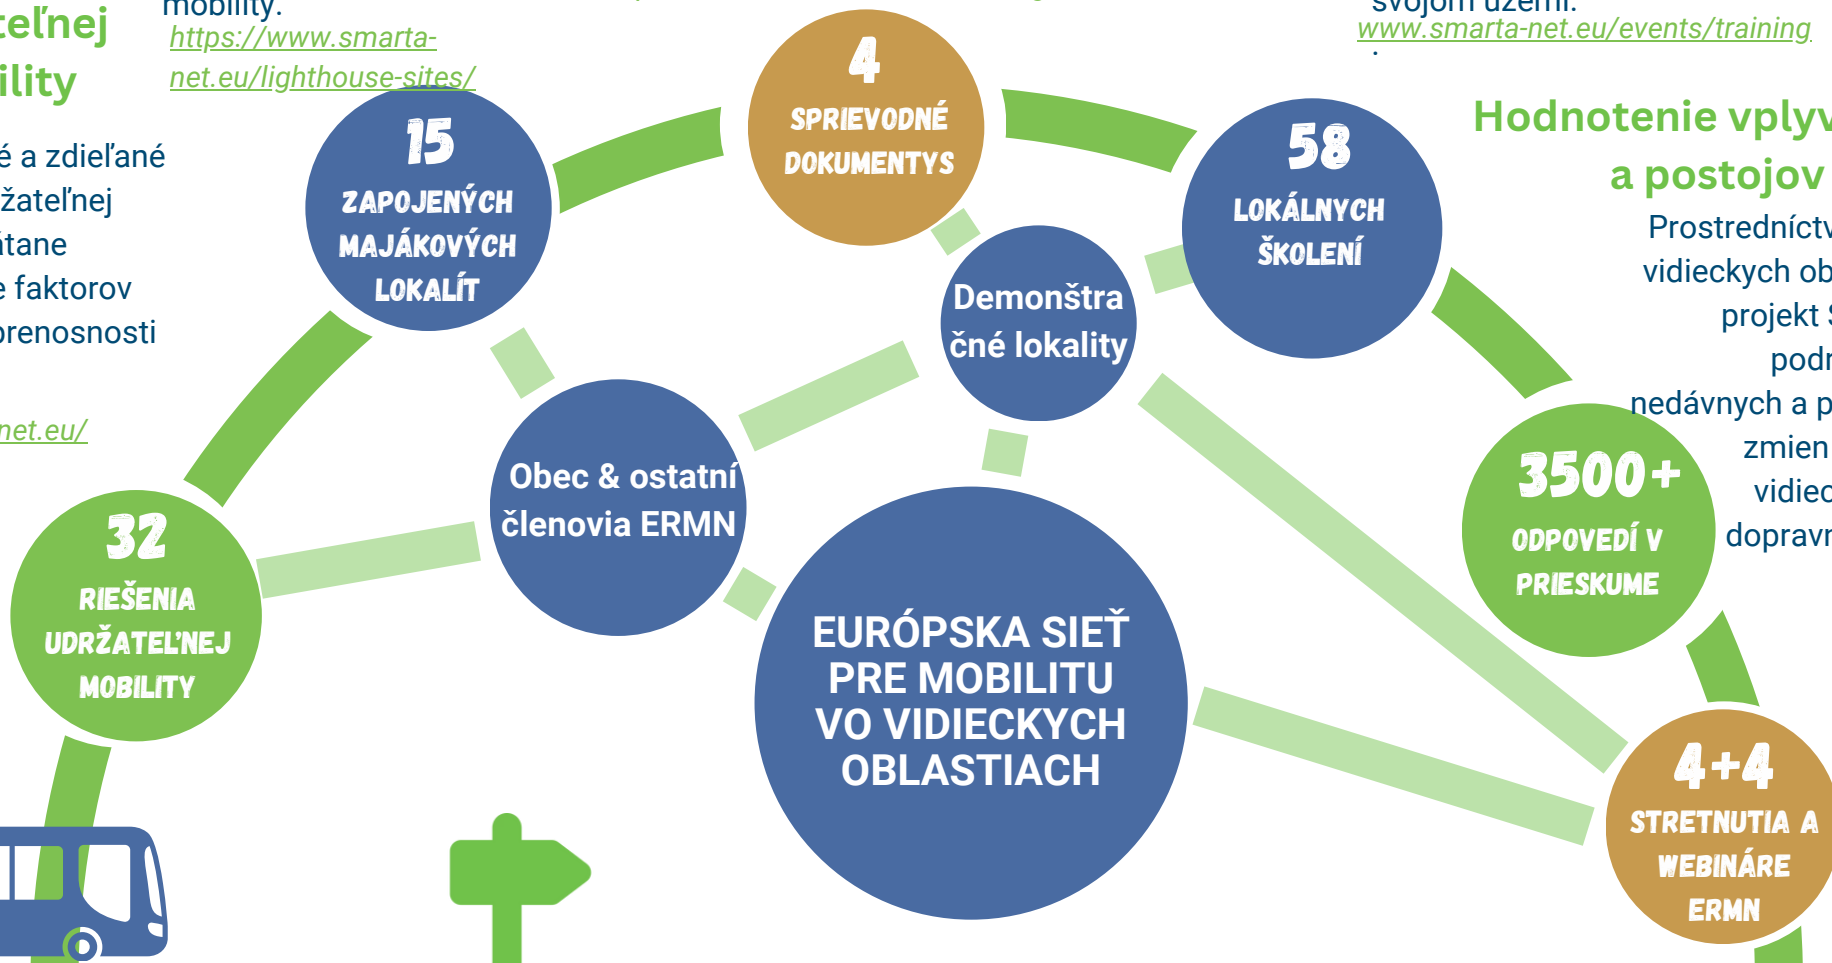 teľnej
ility
é a zdieľané
žateľnej
átane
e faktorov
prenosnosti
net.eu/
mobility.
https://www.smarta-
net.eu/lighthouse-sites/
svojom území.
www.smarta-net.eu/events/training
.
15
ZAPOJENÝCH
MAJÁKOVÝCH
LOKALÍT
4
SPRIEVODNÉ
DOKUMENTYS
58
LOKÁLNYCH
ŠKOLENÍ
Hodnotenie vplyv
a postojov
Prostredníctv
vidieckych ob
projekt
podr
nedávnych a p
zmien
vidiec
dopravn
Demonštra
čné lokality
Obec & ostatní
členovia ERMN
3500+
ODPOVEDÍ V
PRIESKUME
32
RIEŠENIA
UDRŽATEĽNEJ
MOBILITY
EURÓPSKA SIEŤ
PRE MOBILITU
VO VIDIECKYCH
OBLASTIACH
4+4
STRETNUTIA A
WEBINÁRE
ERMN